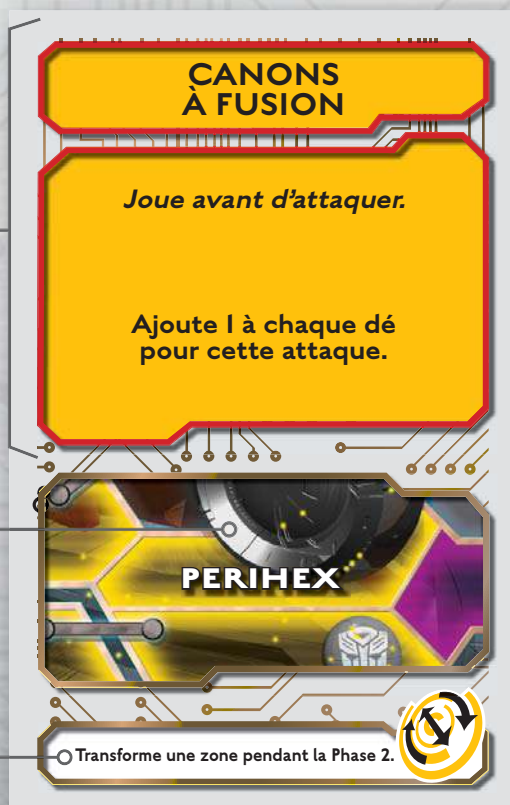 CANONS
À FUSION
Joue avant d’attaquer.
Ajoute 1 à chaque dé
pour cette attaque.
PERIHEX
Transforme une zone pendant la Phase 2.